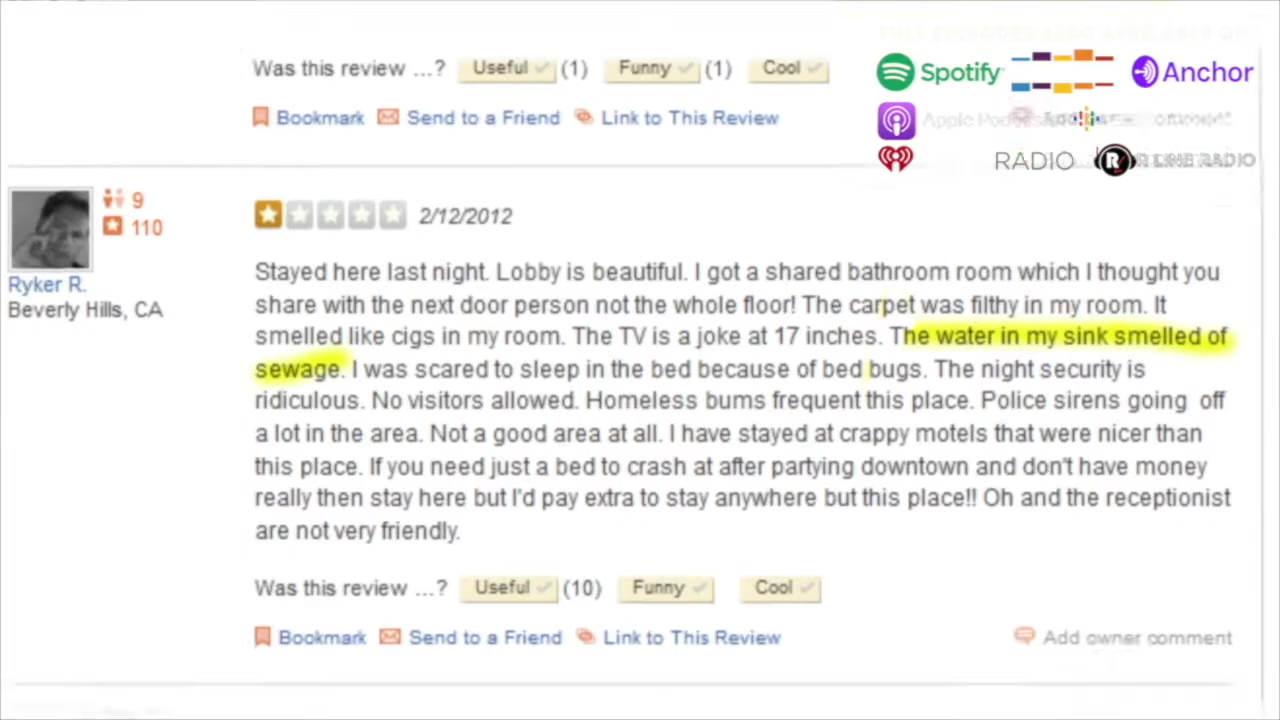 Was this review ...? Useful (1) Funny (1) Cool
Spotify
Anchor
Bookmark Send to a Friend Link to This Review
RADIO
R LINE RADIO
9
110
2/12/2012
Ryker R.
Beverly Hills, CA
Stayed here last night. Lobby is beautiful. I got a shared bathroom room which I thought you
share with the next door person not the whole floor! The carpet was filthy in my room. It
smelled like cigs in my room. The TV is a joke at 17 inches. The water in my sink smelled of
sewage. I was scared to sleep in the bed because of bed bugs. The night security is
ridiculous. No visitors allowed. Homeless bums frequent this place. Police sirens going off
a lot in the area. Not a good area at all. I have stayed at crappy motels that were nicer than
this place. If you need just a bed to crash at after partying downtown and don't have money
really then stay here but I'd pay extra to stay anywhere but this place!! Oh and the receptionist
are not very friendly.
Was this review ...? Useful (10) Funny Cool
Bookmark Send to a Friend Link to This Review
Add owner comment